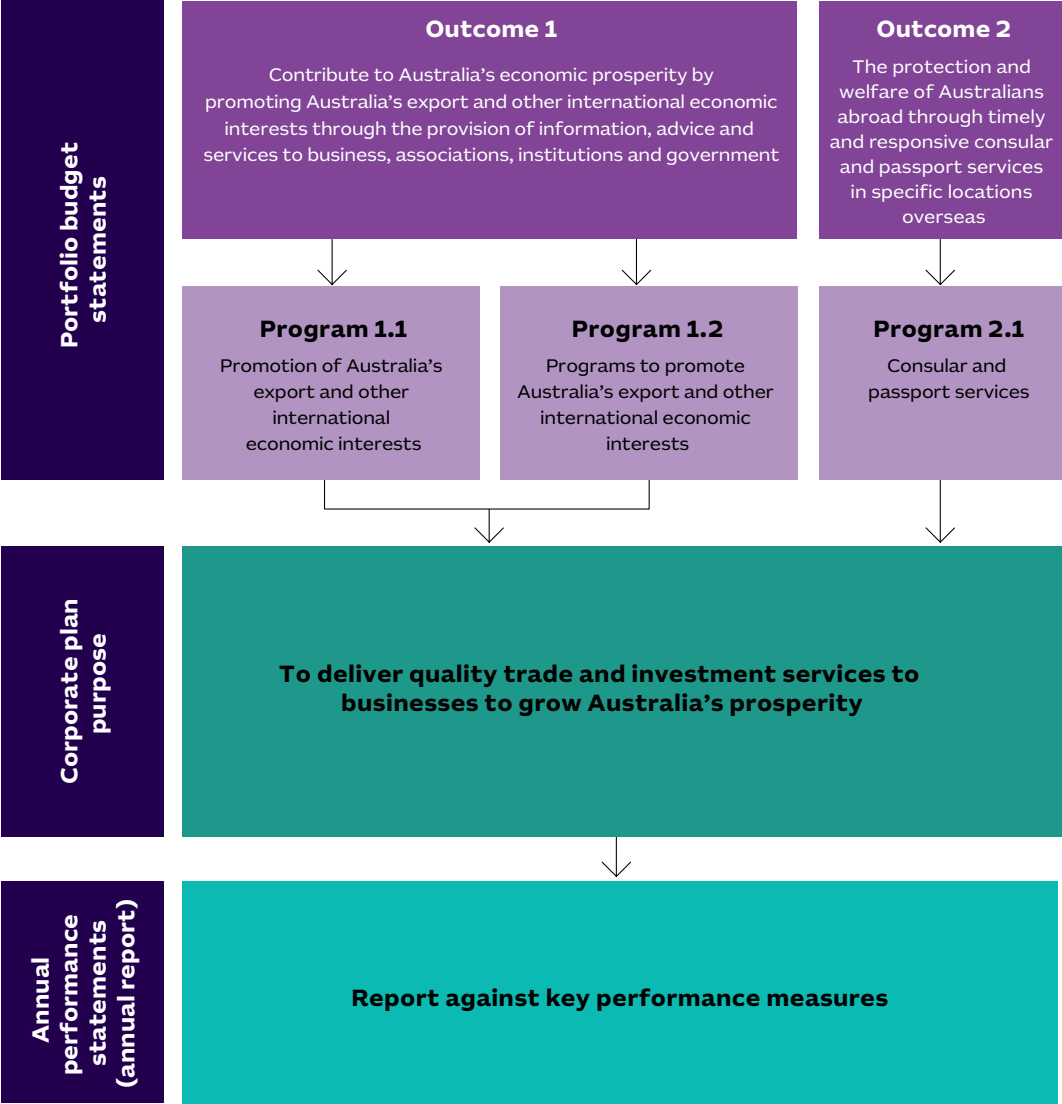 Portfolio budget
statements
Outcome 1
Contribute to Australia’s economic prosperity by
promoting Australia’s export and other international economic
interests through the provision of information, advice and
services to business, associations, institutions and government
Outcome 2
The protection and
welfare of Australians
abroad through timely
and responsive consular
and passport services
in specific locations
overseas
Program 1.1
Promotion of Australia’s
export and other
international
economic interests
Program 1.2
Programs to promote
Australia’s export and other
international economic
interests
Program 2.1
Consular and
passport services
Corporate plan
purpose
To deliver quality trade and investment services to
businesses to grow Australia’s prosperity
Annual
performance
statements
(annual report)
Report against key performance measures